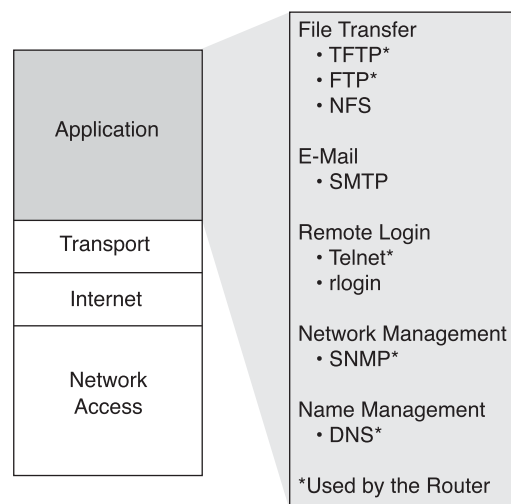 Application
Transport
Internet
Network
Access
File Transfer
• TFTP*
• FTP*
• NFS
E-Mail
• SMTP
Remote Login
• Telnet*
• rlogin
Network Management
• SNMP*
Name Management
• DNS*
*Used by the Router